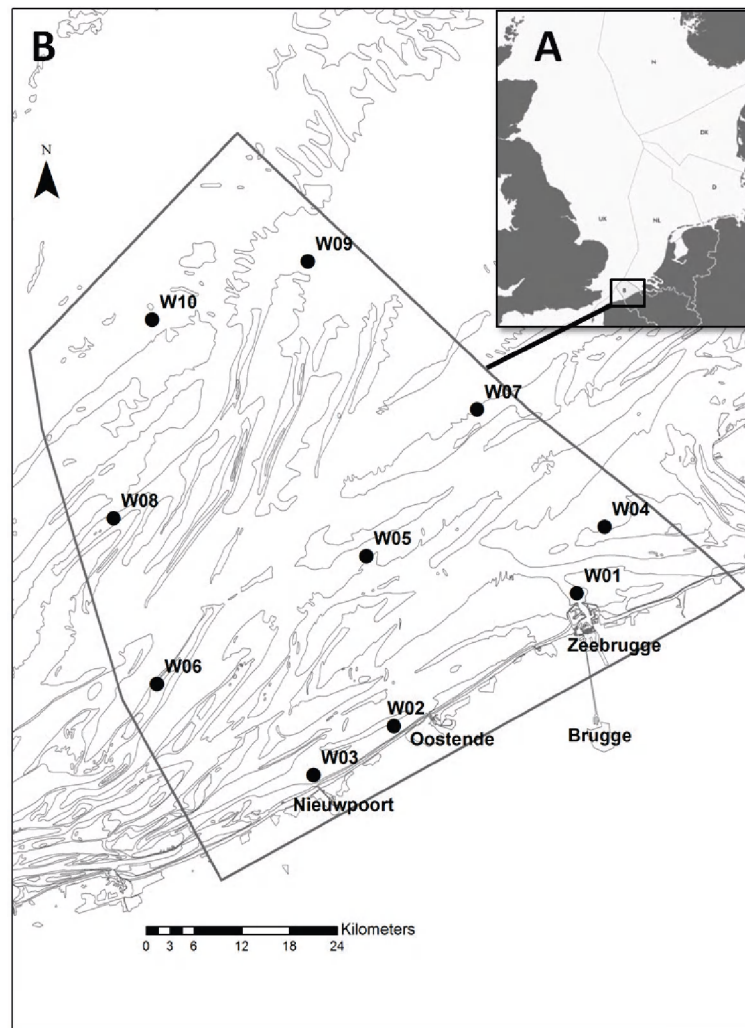 B
A
N
N
DK
D
UK
NL
B
W09
W10
W07
W08
W04
W05
W01
Zeebrugge
W06
W02
Oostende
Brugge
W03
Nieuwpoort
Kilometers
0 3 6 12 18 24